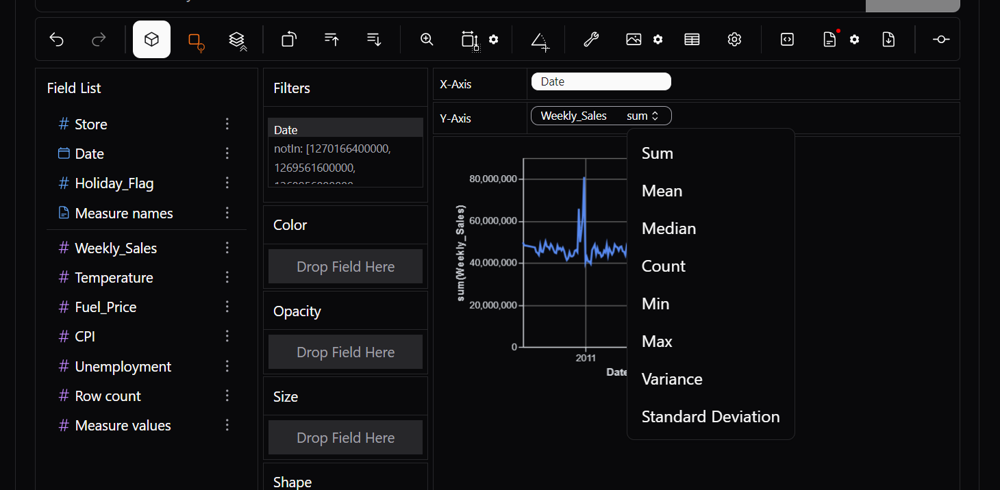 Field List
# Store
Date
# Holiday_Flag
Measure names
# Weekly_Sales
# Temperature
# Fuel_Price
# CPI
# Unemployment
# Row count
# Measure values
Filters
Date
notIn: [1270166400000,
1269561600000,
Color
Drop Field Here
Opacity
Drop Field Here
Size
Drop Field Here
Shape
X-Axis
Date
Y-Axis
Weekly_Sales sum
Sum
Mean
Median
Count
Min
Max
Variance
Standard Deviation
sum(Weekly_Sales)
80,000,000
60,000,000
40,000,000
20,000,000
0
2011
Date